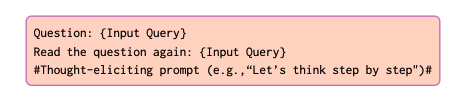 Question: {Input Query}
Read the question again: {Input Query}
#Thought-eliciting prompt (e.g.,“Let’s think step by step")#